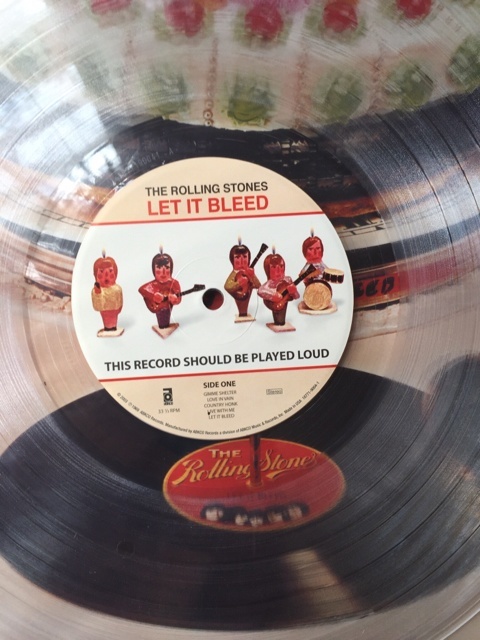 THE ROLLING STONES
LET IT BLEED
THIS RECORD SHOULD BE PLAYED LOUD
SIDE ONE
GIMME SHELTER
LOVE IN VAIN
COUNTRY HONK
LIVE WITH ME
LET IT BLEED
33 ⅓ RPM
Stereo
THE
Rolling Stones